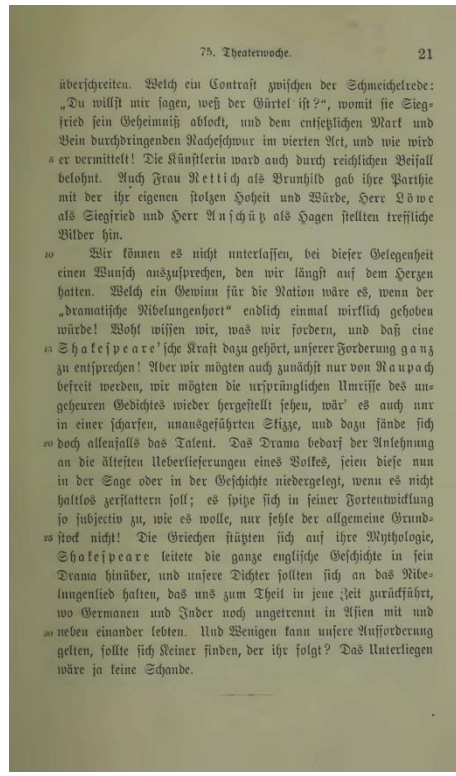 75. Theaterwoche. 21
überschreiten. Welch ein Contrast zwischen der Schmeichelrede:
„Du willst mir sagen, weß der Gürtel ist?“, womit sie Sieg-
fried sein Geheimniß ablockt, und dem entsetzlichen Mark und
Bein durchdringenden Racheschwur im vierten Act, und wie wird
5 er vermittelt! Die Künstlerin ward auch durch reichlichen Beifall
belohnt. Auch Frau Rettich als Brunhild gab ihre Parthie
mit der ihr eigenen stolzen Hoheit und Würde, Herr Löwe
als Siegfried und Herr Anschütz als Hagen stellten treffliche
Bilder hin.
10 Wir können es nicht unterlassen, bei dieser Gelegenheit
einen Wunsch auszusprechen, den wir längst auf dem Herzen
hatten. Welch ein Gewinn für die Nation wäre es, wenn der
„dramatische Nibelungenhort“ endlich einmal wirklich gehoben
würde! Wohl wissen wir, was wir fordern, und daß eine
15 Shakespeare'sche Kraft dazu gehört, unserer Forderung ganz
zu entsprechen! Aber wir mögten auch zunächst nur von Raupach
befreit werden, wir mögten die ursprünglichen Umrisse des un-
geheuren Gedichtes wieder hergestellt sehen, wär' es auch nur
in einer scharfen, unausgeführten Skizze, und dazu fände sich
20 doch allenfalls das Talent. Das Drama bedarf der Anlehnung
an die ältesten Ueberlieferungen eines Volkes, seien diese nun
in der Sage oder in der Geschichte niedergelegt, wenn es nicht
haltlos zerflattern soll; es spitze sich in seiner Fortentwicklung
so subjectiv zu, wie es wolle, nur fehle der allgemeine Grund-
25 stock nicht! Die Griechen stützten sich auf ihre Mythologie,
Shakespeare leitete die ganze englische Geschichte in sein
Drama hinüber, und unsere Dichter sollten sich an das Nibe-
lungenlied halten, das uns zum Theil in jene Zeit zurückführt,
wo Germanen und Inder noch ungetrennt in Asien mit und
30 neben einander lebten. Und Wenigen kann unsere Aufforderung
gelten, sollte sich Keiner finden, der ihr folgt? Das Unterliegen
wäre ja keine Schande.